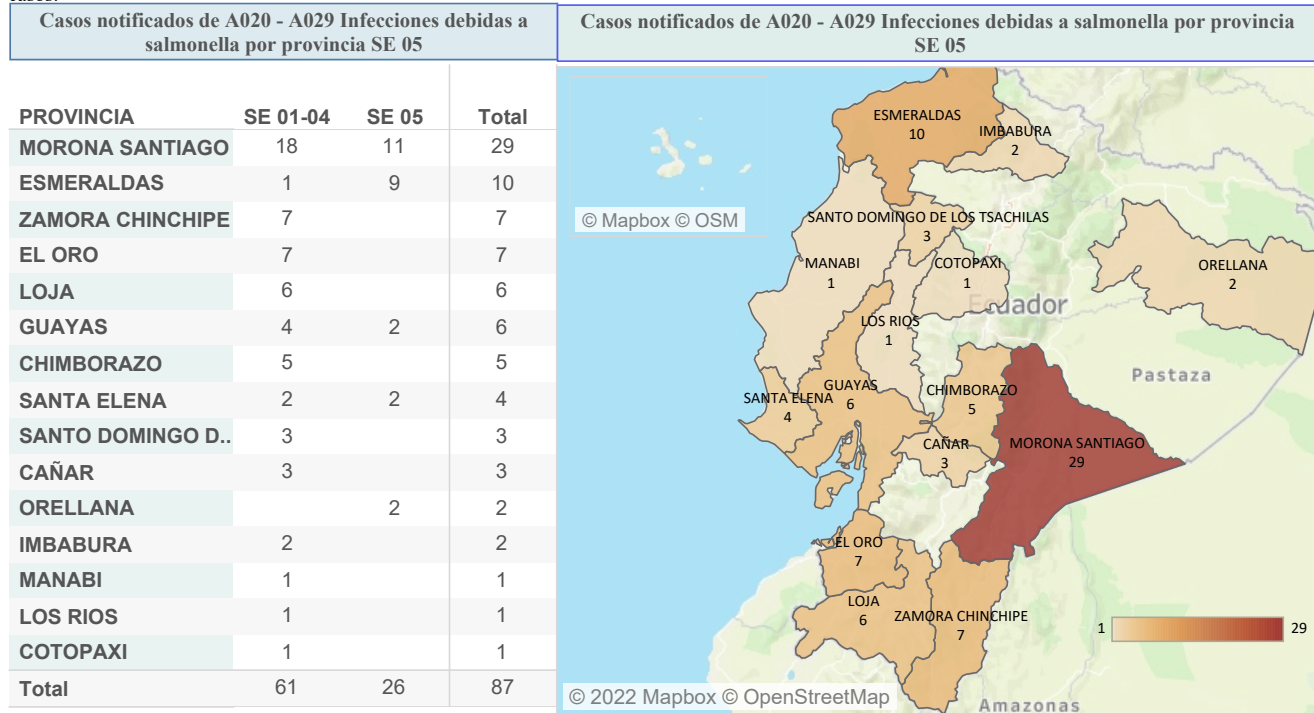 Casos notificados de A020 - A029 Infecciones debidas a
salmonella por provincia SE 05
Casos notificados de A020 - A029 Infecciones debidas a salmonella por provincia
SE 05
PROVINCIA SE 01-04 SE 05 Total
MORONA SANTIAGO 18 11 29
ESMERALDAS 1 9 10
ZAMORA CHINCHIPE 7 7
EL ORO 7 7
LOJA 6 6
GUAYAS 4 2 6
CHIMBORAZO 5 5
SANTA ELENA 2 2 4
SANTO DOMINGO D.. 3 3
CAÑAR 3 3
ORELLANA 2 2
IMBABURA 2 2
MANABI 1 1
LOS RIOS 1 1
COTOPAXI 1 1
Total 61 26 87
ESMERALDAS
10
IMBABURA
2
© Mapbox © OSM
SANTO DOMINGO DE LOS TSACHILAS
3
MANABI
1
COTOPAXI
1
ORELLANA
2
Ecuador
LOS RIOS
1
Pastaza
GUAYAS
6
CHIMBORAZO
5
SANTA ELENA
4
CAÑAR
3
MORONA SANTIAGO
29
EL ORO
7
LOJA
6
ZAMORA CHINCHIPE
7
1 29
© 2022 Mapbox © OpenStreetMap
Amazonas